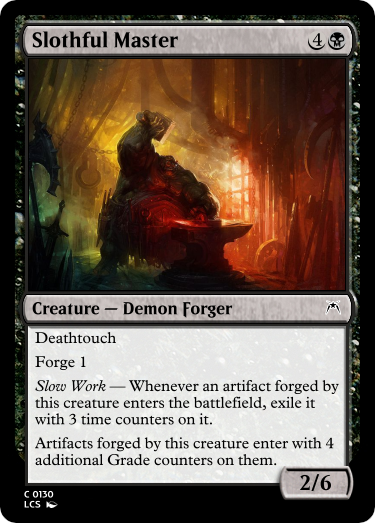 Slothful Master 4
Creature — Demon Forger
Deathtouch
Forge 1
Slow Work — Whenever an artifact forged by
this creature enters the battlefield, exile it
with 3 time counters on it.
Artifacts forged by this creature enter with 4
additional Grade counters on them.
2/6
C 0130
LCS